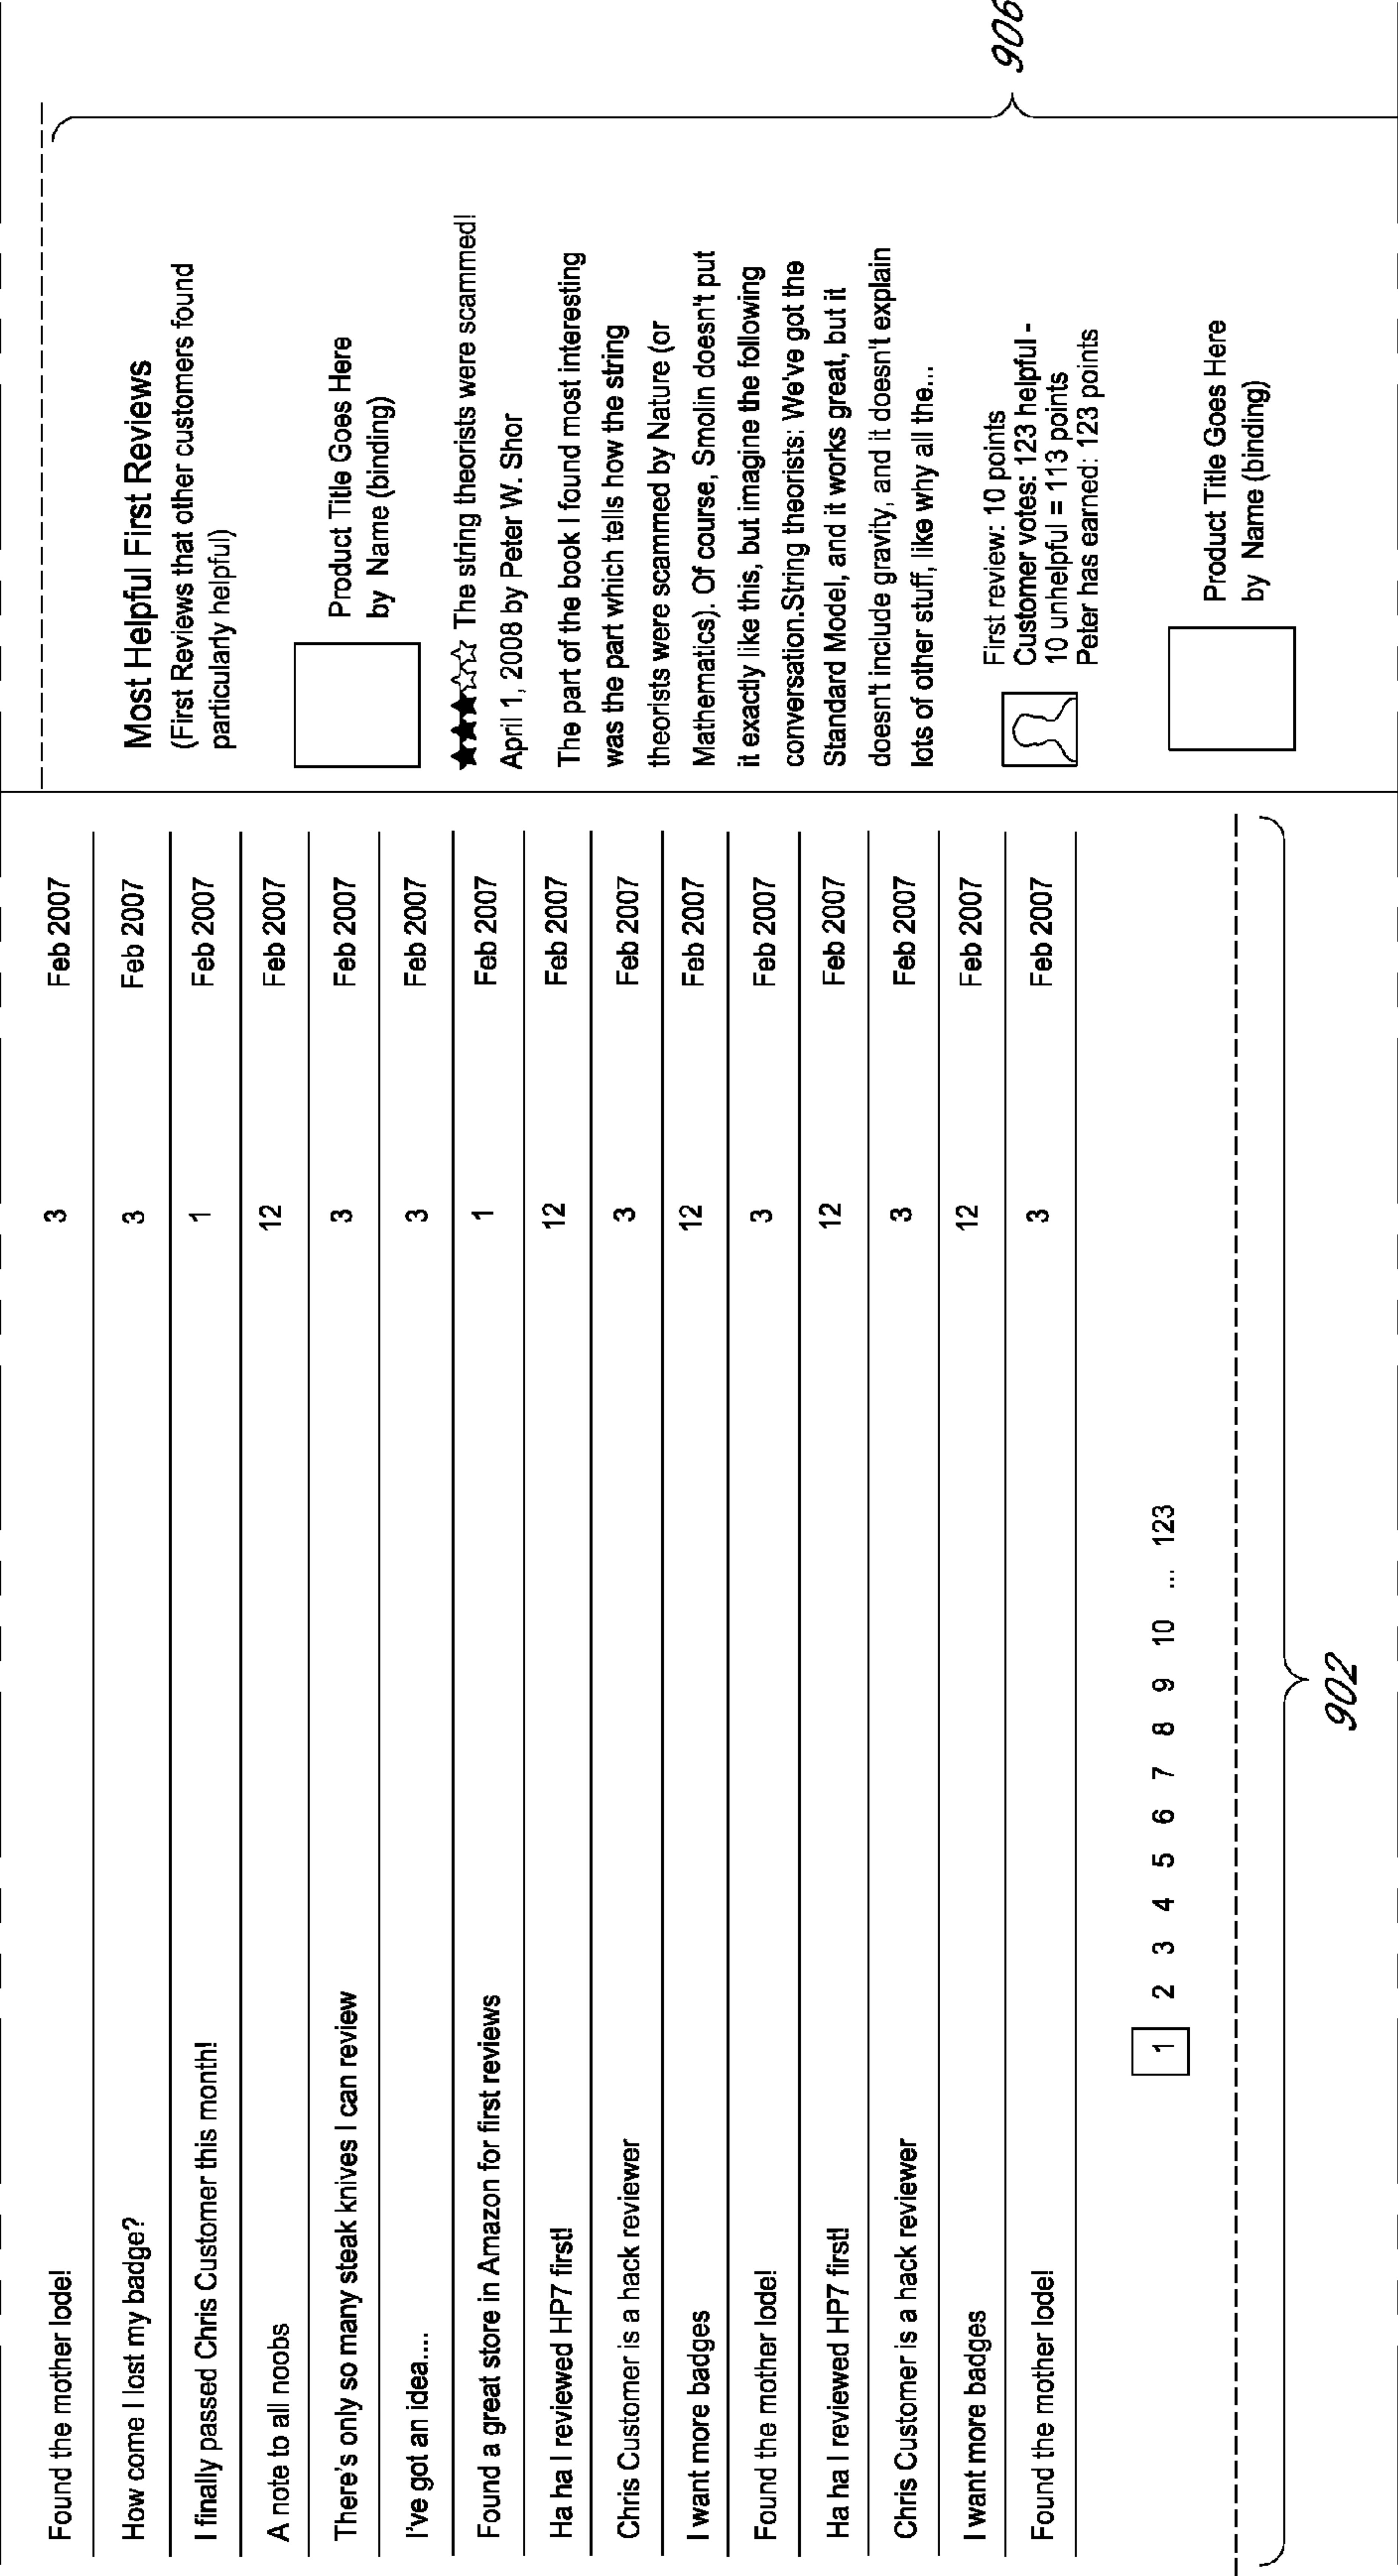 Found the mother lode! 3 Feb 2007
How come I lost my badge? 3 Feb 2007
I finally passed Chris Customer this month! 1 Feb 2007
A note to all noobs 12 Feb 2007
There's only so many steak knives I can review 3 Feb 2007
I've got an idea.... 3 Feb 2007
Found a great store in Amazon for first reviews 1 Feb 2007
Ha ha I reviewed HP7 first! 12 Feb 2007
Chris Customer is a hack reviewer 3 Feb 2007
I want more badges 12 Feb 2007
Found the mother lode! 3 Feb 2007
Ha ha I reviewed HP7 first! 12 Feb 2007
Chris Customer is a hack reviewer 3 Feb 2007
I want more badges 12 Feb 2007
Found the mother lode! 3 Feb 2007
1 2 3 4 5 6 7 8 9 10 ... 123
902
Most Helpful First Reviews
(First Reviews that other customers found
particularly helpful)
Product Title Goes Here
by Name (binding)
★★★☆☆ The string theorists were scammed!
April 1, 2008 by Peter W. Shor
The part of the book I found most interesting
was the part which tells how the string
theorists were scammed by Nature (or
Mathematics). Of course, Smolin doesn't put
it exactly like this, but imagine the following
conversation.String theorists: We've got the
Standard Model, and it works great, but it
doesn't include gravity, and it doesn't explain
lots of other stuff, like why all the...
First review: 10 points
Customer votes: 123 helpful -
10 unhelpful = 113 points
Peter has earned: 123 points
Product Title Goes Here
by Name (binding)
906